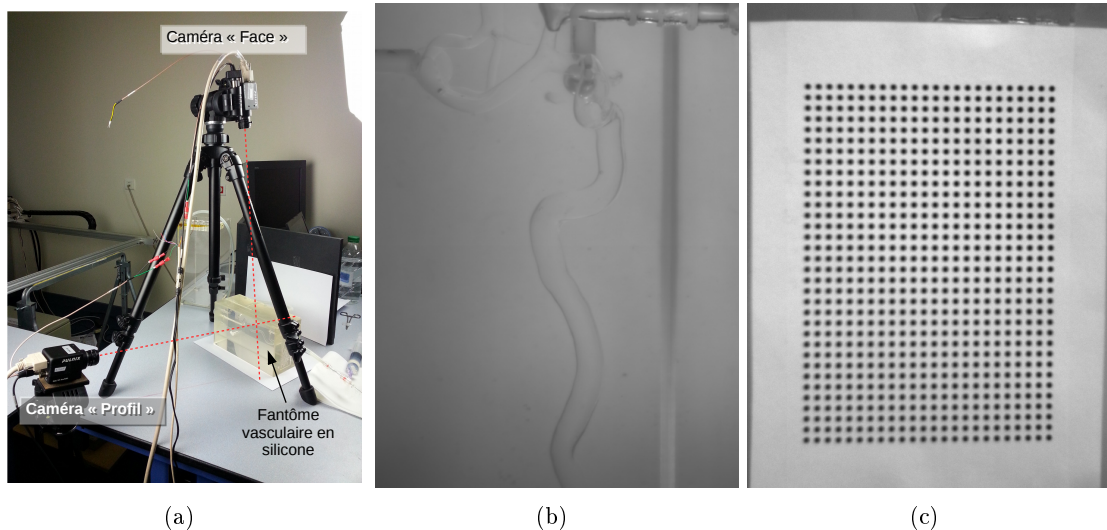 Caméra « Face »
Caméra « Profil »
Fantôme
vasculaire en
silicone
(a)
(b)
(c)